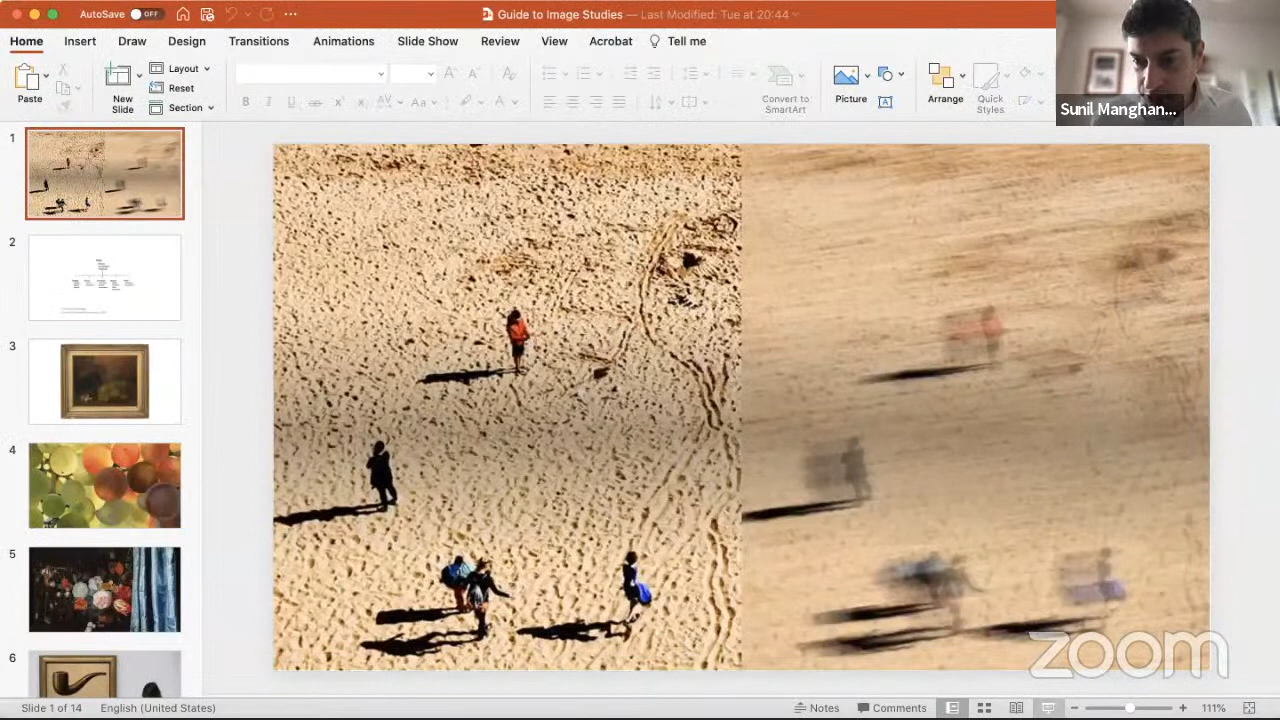 AutoSave OFF
Guide to Image Studies — Last Modified: Tue at 20:44
Home Insert Draw Design Transitions Animations Slide Show Review View Acrobat Tell me
Paste
New Slide
Layout
Reset
Section
B I U ab AV Aa A
Convert to SmartArt
Picture
Arrange
Quick Styles
Sunil Manghan...
1
2
3
4
5
6
zoom
Slide 1 of 14 English (United States) Notes Comments 111%